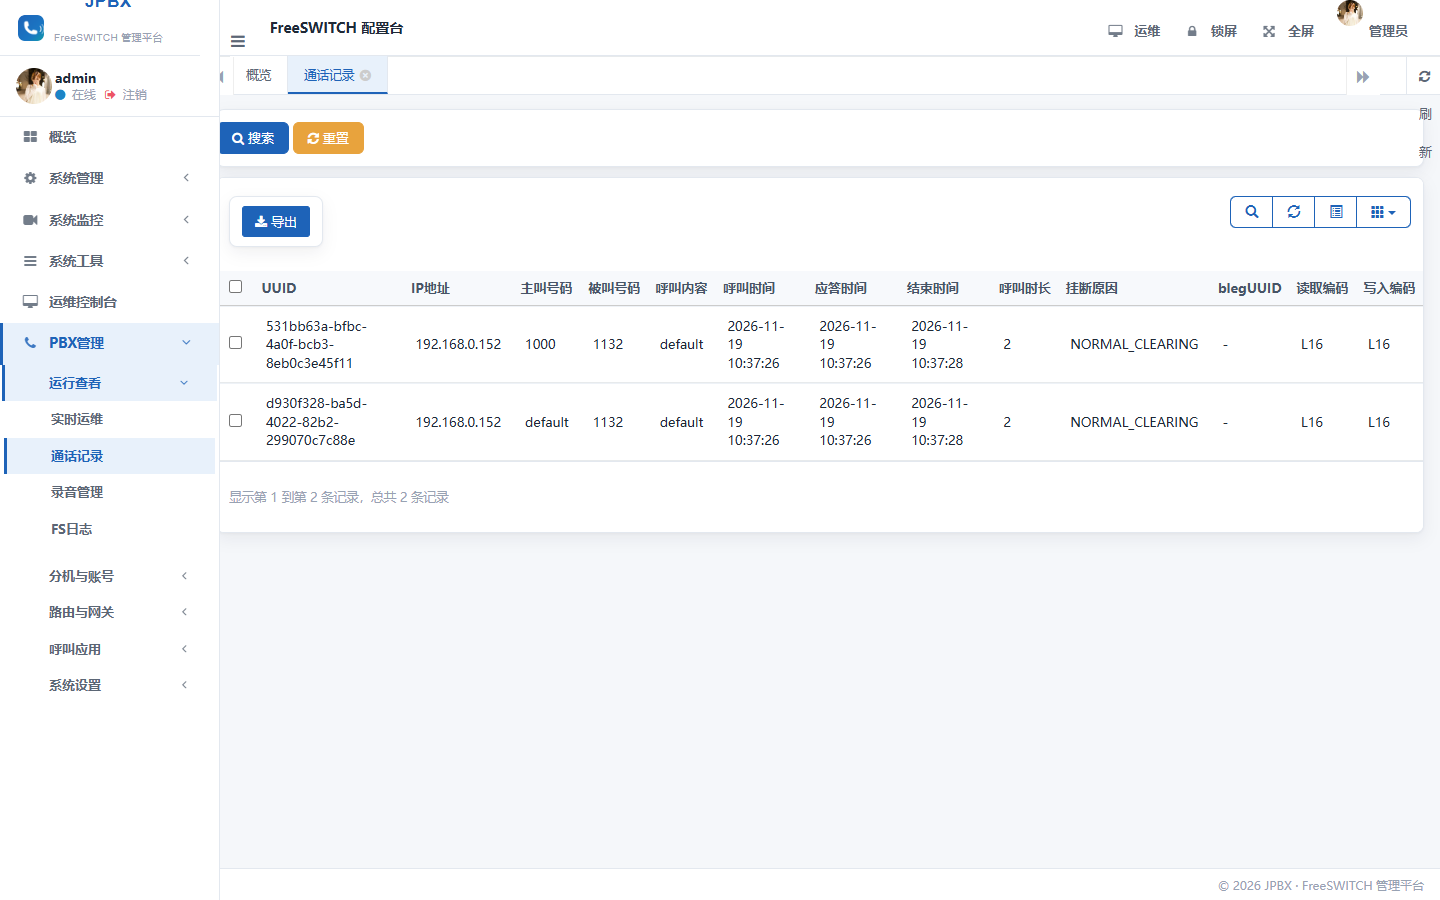 JPBX
FreeSWITCH 管理平台
admin
在线 注销
概览
系统管理
系统监控
系统工具
运维控制台
PBX管理
运行查看
实时运维
通话记录
录音管理
FS日志
分机与账号
路由与网关
呼叫应用
系统设置
FreeSWITCH 配置台
运维 锁屏 全屏 管理员
概览 通话记录
刷
新
搜索 重置
导出
UUID IP地址 主叫号码 被叫号码 呼叫内容 呼叫时间 应答时间 结束时间 呼叫时长 挂断原因 blegUUID 读取编码 写入编码
531bb63a-bfbc- 2026-11- 2026-11- 2026-11-
4a0f-bcb3- 192.168.0.152 1000 1132 default 19 19 19 2 NORMAL_CLEARING - L16 L16
8eb0c3e45f11 10:37:26 10:37:26 10:37:28
d930f328-ba5d- 2026-11- 2026-11- 2026-11-
4022-82b2- 192.168.0.152 default 1132 default 19 19 19 2 NORMAL_CLEARING - L16 L16
299070c7c88e 10:37:26 10:37:26 10:37:28
显示第 1 到第 2 条记录，总共 2 条记录
© 2026 JPBX · FreeSWITCH 管理平台